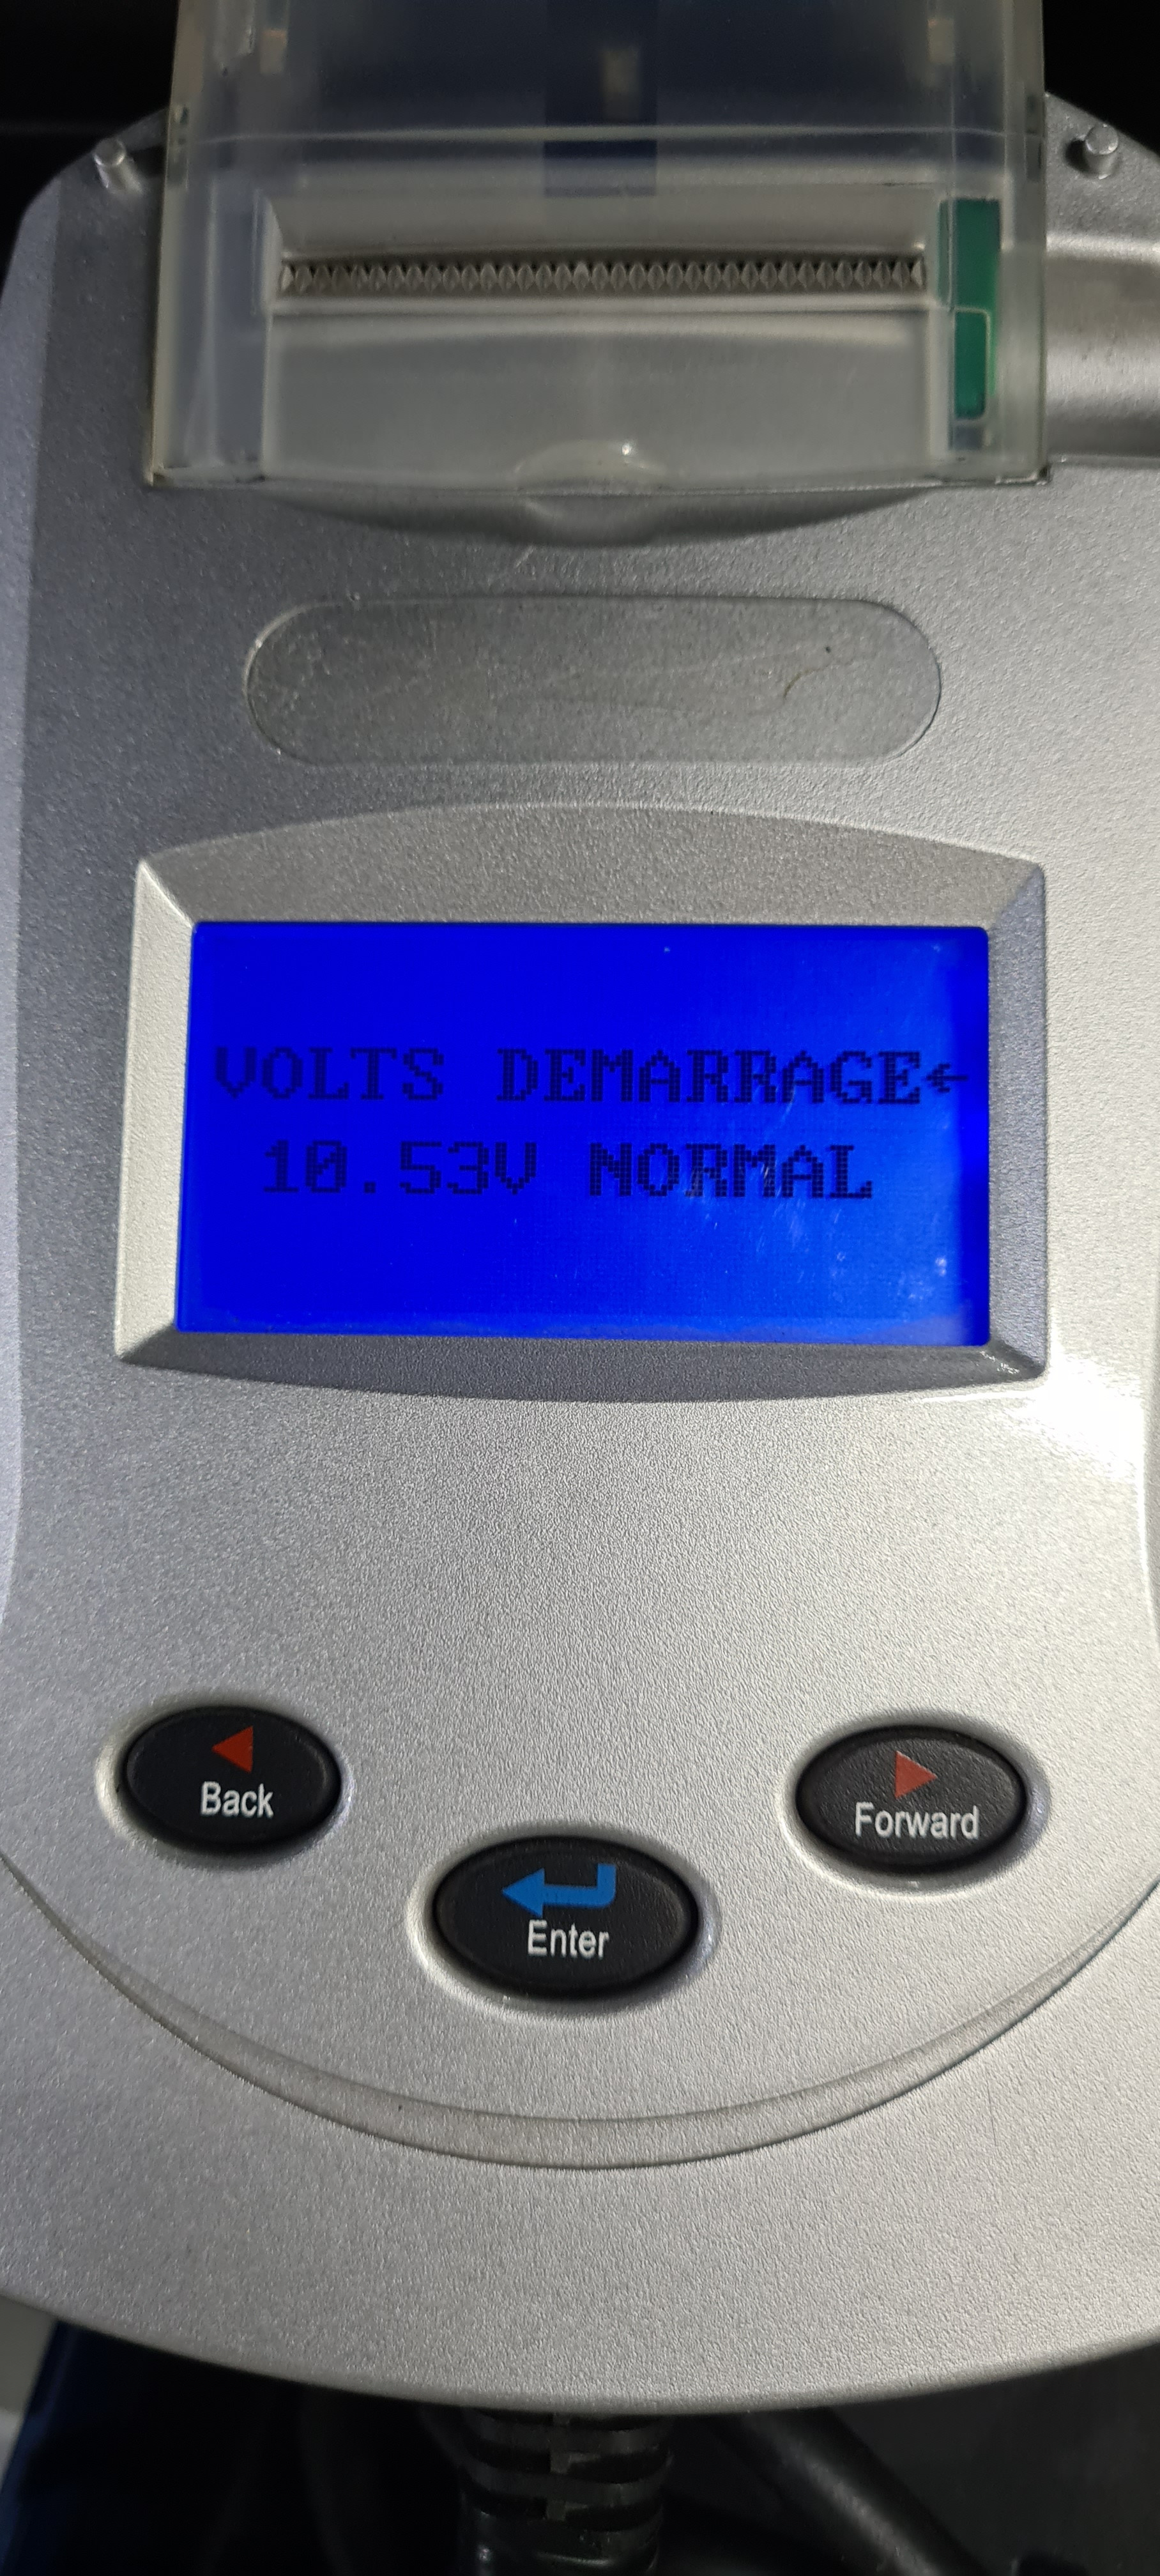 VOLTS DEMARRAGE←
10.53V NORMAL
Back
Forward
Enter